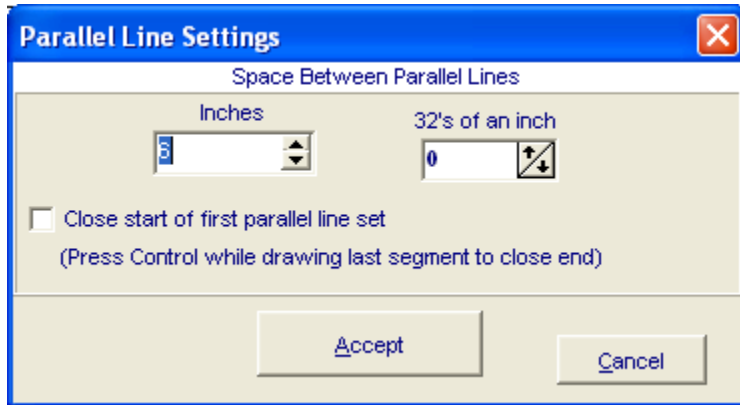 Parallel Line Settings
Space Between Parallel Lines
Inches
32's of an inch
6
0
Close start of first parallel line set
(Press Control while drawing last segment to close end)
Accept
Cancel